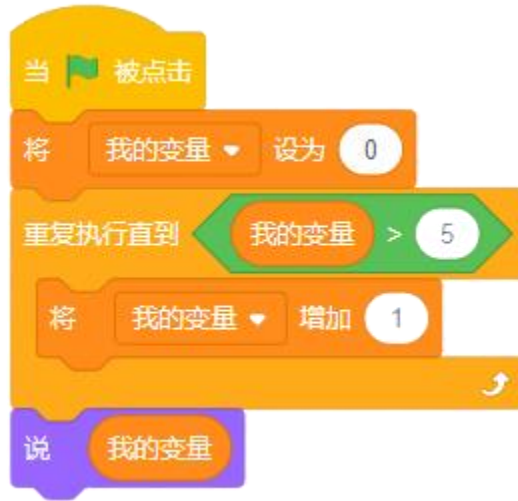 当 被点击
将 我的变量 设为 0
重复执行直到 我的变量 > 5
将 我的变量 增加 1
说 我的变量